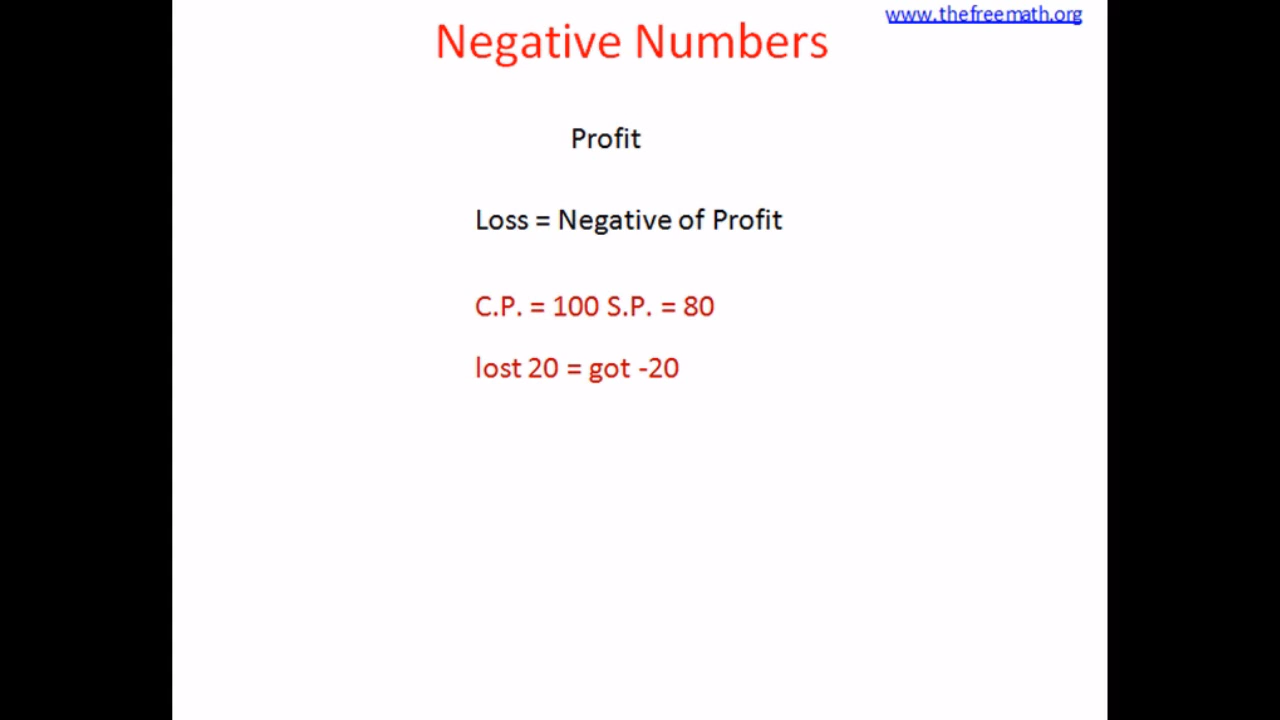 www.thefreemath.org
Negative Numbers
Profit
Loss = Negative of Profit
C.P. = 100 S.P. = 80
lost 20 = got -20